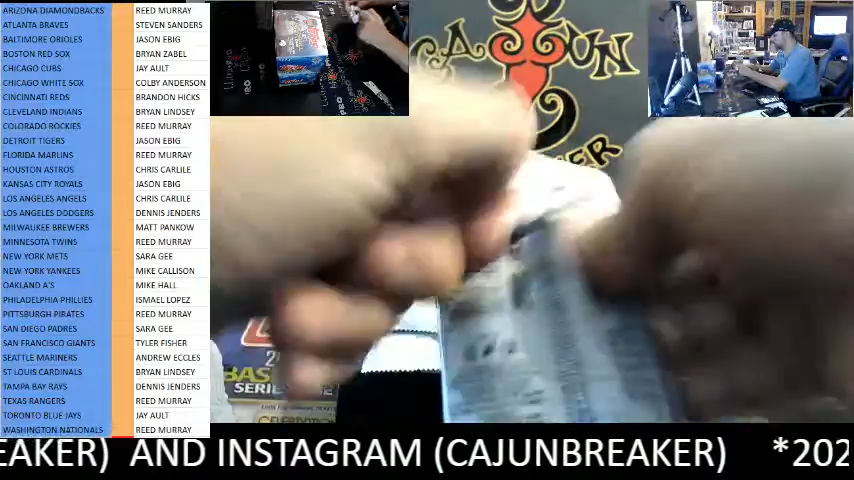 ARIZONA DIAMONDBACKS REED MURRAY
ATLANTA BRAVES STEVEN SANDERS
BALTIMORE ORIOLES JASON EBIG
BOSTON RED SOX BRYAN ZABEL
CHICAGO CUBS JAY AULT
CHICAGO WHITE SOX COLBY ANDERSON
CINCINNATI REDS BRANDON HICKS
CLEVELAND INDIANS BRYAN LINDSEY
COLORADO ROCKIES REED MURRAY
DETROIT TIGERS JASON EBIG
FLORIDA MARLINS REED MURRAY
HOUSTON ASTROS CHRIS CARLILE
KANSAS CITY ROYALS JASON EBIG
LOS ANGELES ANGELS CHRIS CARLILE
LOS ANGELES DODGERS DENNIS JENDERS
MILWAUKEE BREWERS MATT PANKOW
MINNESOTA TWINS REED MURRAY
NEW YORK METS SARA GEE
NEW YORK YANKEES MIKE CALLISON
OAKLAND A'S MIKE HALL
PHILADELPHIA PHILLIES ISMAEL LOPEZ
PITTSBURGH PIRATES REED MURRAY
SAN DIEGO PADRES SARA GEE
SAN FRANCISCO GIANTS TYLER FISHER
SEATTLE MARINERS ANDREW ECCLES
ST LOUIS CARDINALS BRYAN LINDSEY
TAMPA BAY RAYS DENNIS JENDERS
TEXAS RANGERS REED MURRAY
TORONTO BLUE JAYS JAY AULT
WASHINGTON NATIONALS REED MURRAY
CAJUN
SERIES
EAKER) AND INSTAGRAM (CAJUNBREAKER) *202